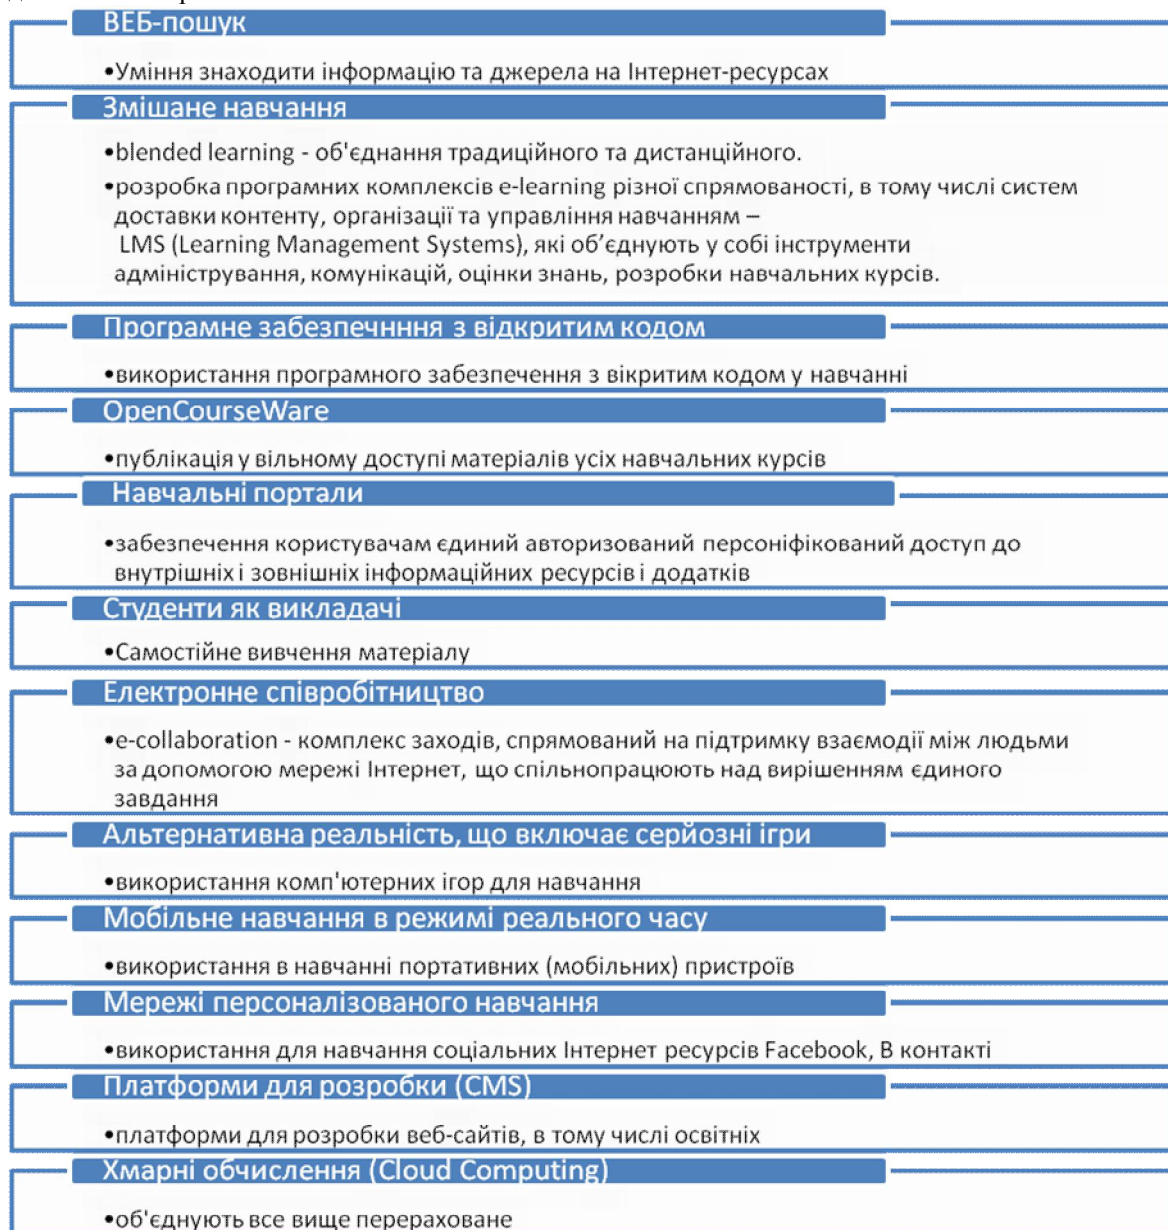 ВЕБ-пошук
•Уміння знаходити інформацію та джерела на Інтернет-ресурсах
Змішане навчання
•blended learning - об'єднання традиційного та дистанційного.
•розробка програмних комплексів e-learning різної спрямованості, в тому числі систем
доставки контенту, організації та управління навчанням –
LMS (Learning Management Systems), які об’єднують у собі інструменти
адміністрування, комунікацій, оцінки знань, розробки навчальних курсів.
Програмне забезпечння з відкритим кодом
•використання програмного забезпечення з вікритим кодом у навчанні
OpenCourseWare
•публікація у вільному доступі матеріалів усіх навчальних курсів
Навчальні портали
•забезпечення користувачам єдиний авторизований персоніфікований доступ до
внутрішніх і зовнішніх інформаційних ресурсів і додатків
Студенти як викладачі
•Самостійне вивчення матеріалу
Електронне співробітництво
•e-collaboration - комплекс заходів, спрямований на підтримку взаємодії між людьми
за допомогою мережі Інтернет, що спільнопрацюють над вирішенням єдиного
завдання
Альтернативна реальність, що включає серйозні ігри
•використання комп'ютерних ігор для навчання
Мобільне навчання в режимі реального часу
•використання в навчанні портативних (мобільних) пристроїв
Мережі персоналізованого навчання
•використання для навчання соціальних Інтернет ресурсів Facebook, В контакті
Платформи для розробки (CMS)
•платформи для розробки веб-сайтів, в тому числі освітніх
Хмарні обчислення (Cloud Computing)
•об'єднують все вище перераховане